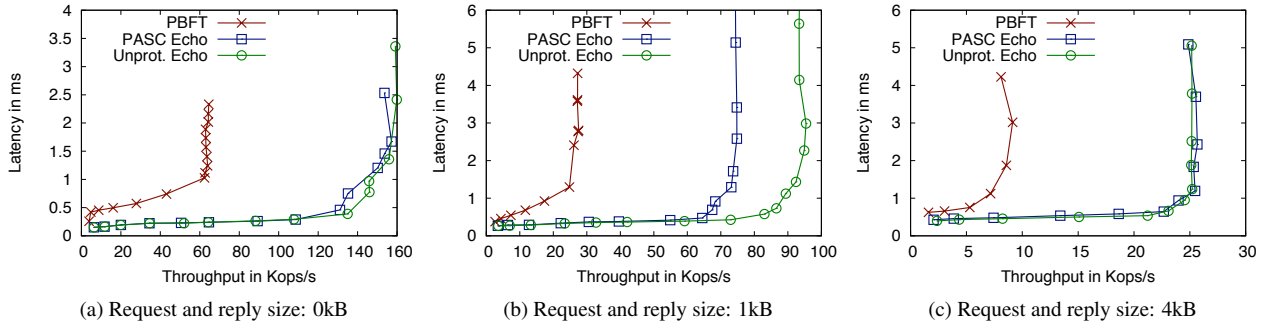 PBFT
PASC Echo
Unprot. Echo
Latency in ms
4
3.5
3
2.5
2
1.5
1
0.5
0
0 20 40 60 80 100 120 140 160
Throughput in Kops/s
(a) Request and reply size: 0kB
PBFT
PASC Echo
Unprot. Echo
Latency in ms
6
5
4
3
2
1
0
0 10 20 30 40 50 60 70 80 90 100
Throughput in Kops/s
(b) Request and reply size: 1kB
PBFT
PASC Echo
Unprot. Echo
Latency in ms
6
5
4
3
2
1
0
0 5 10 15 20 25 30
Throughput in Kops/s
(c) Request and reply size: 4kB